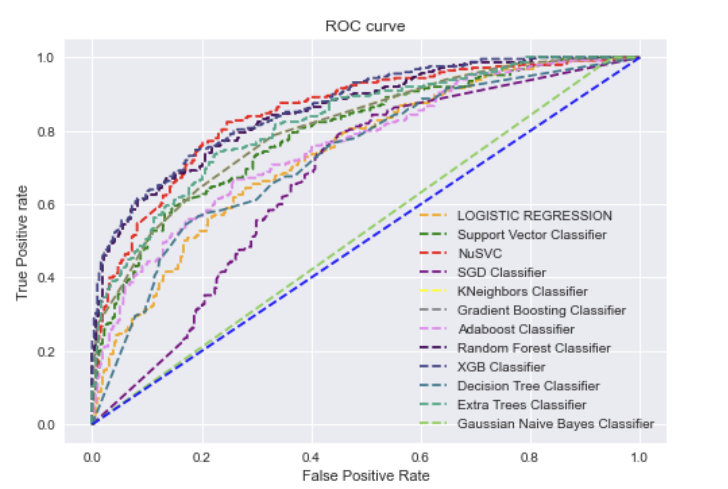 ROC curve
1.0
0.8
0.6
0.4
0.2
0.0
True Positive rate
LOGISTIC REGRESSION
Support Vector Classifier
NuSVC
SGD Classifier
KNeighbors Classifier
Gradient Boosting Classifier
Adaboost Classifier
Random Forest Classifier
XGB Classifier
Decision Tree Classifier
Extra Trees Classifier
Gaussian Naive Bayes Classifier
0.0 0.2 0.4 0.6 0.8 1.0
False Positive Rate